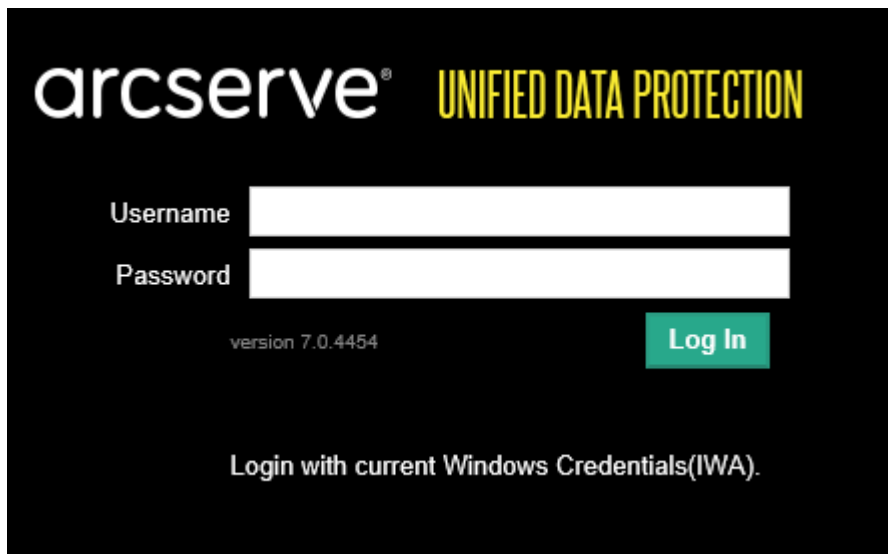 arcserve® UNIFIED DATA PROTECTION
Username
Password
version 7.0.4454 Log In
Login with current Windows Credentials(IWA).